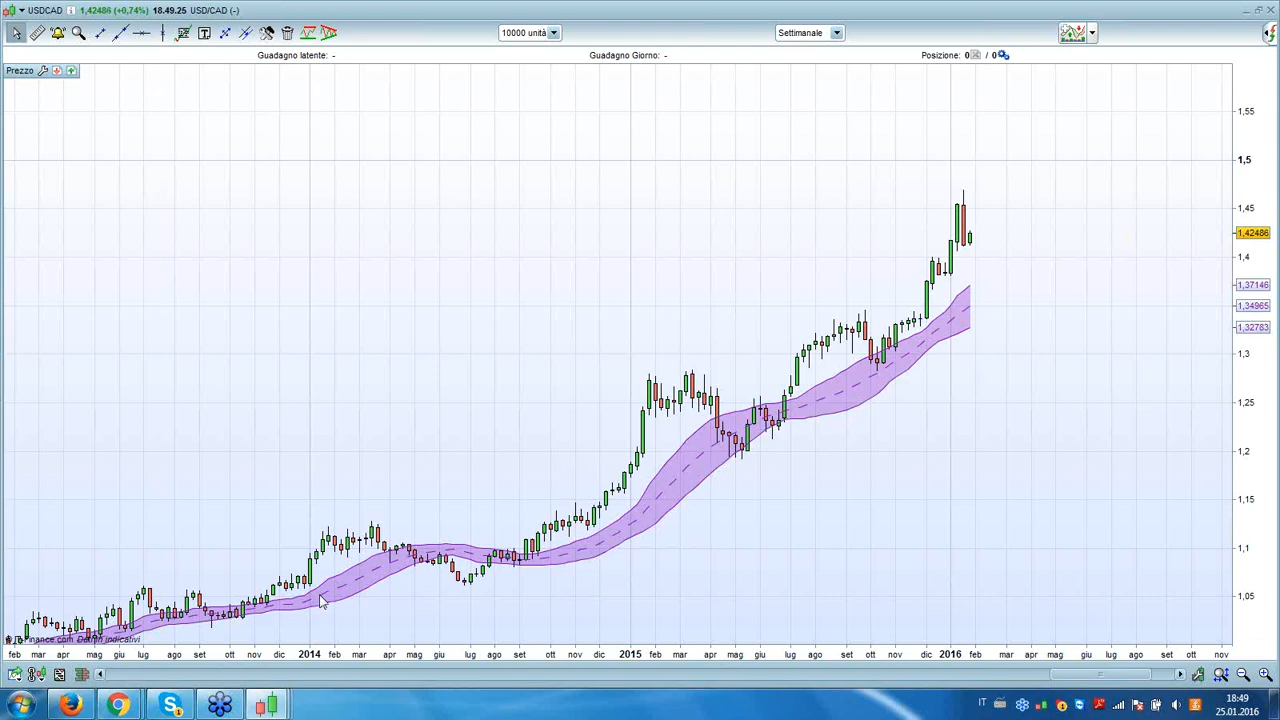 USDCAD 1,42486 (+0,74%) 18.49.25 USD/CAD (-)
10000 unità
Settimanale
Guadagno latente: -
Guadagno Giorno: -
Posizione: 0 / 0
Prezzo
1,55
1,5
1,45
1,42486
1,4
1,37146
1,34965
1,32783
1,3
1,25
1,2
1,15
1,1
1,05
Finance.com indicativi
feb mar apr mag giu lug ago set ott nov dic 2014 feb mar apr mag giu lug ago set ott nov dic 2015 feb mar apr mag giu lug ago set ott nov dic 2016 feb mar apr mag giu lug ago set ott nov
IT
18:49
25.01.2016